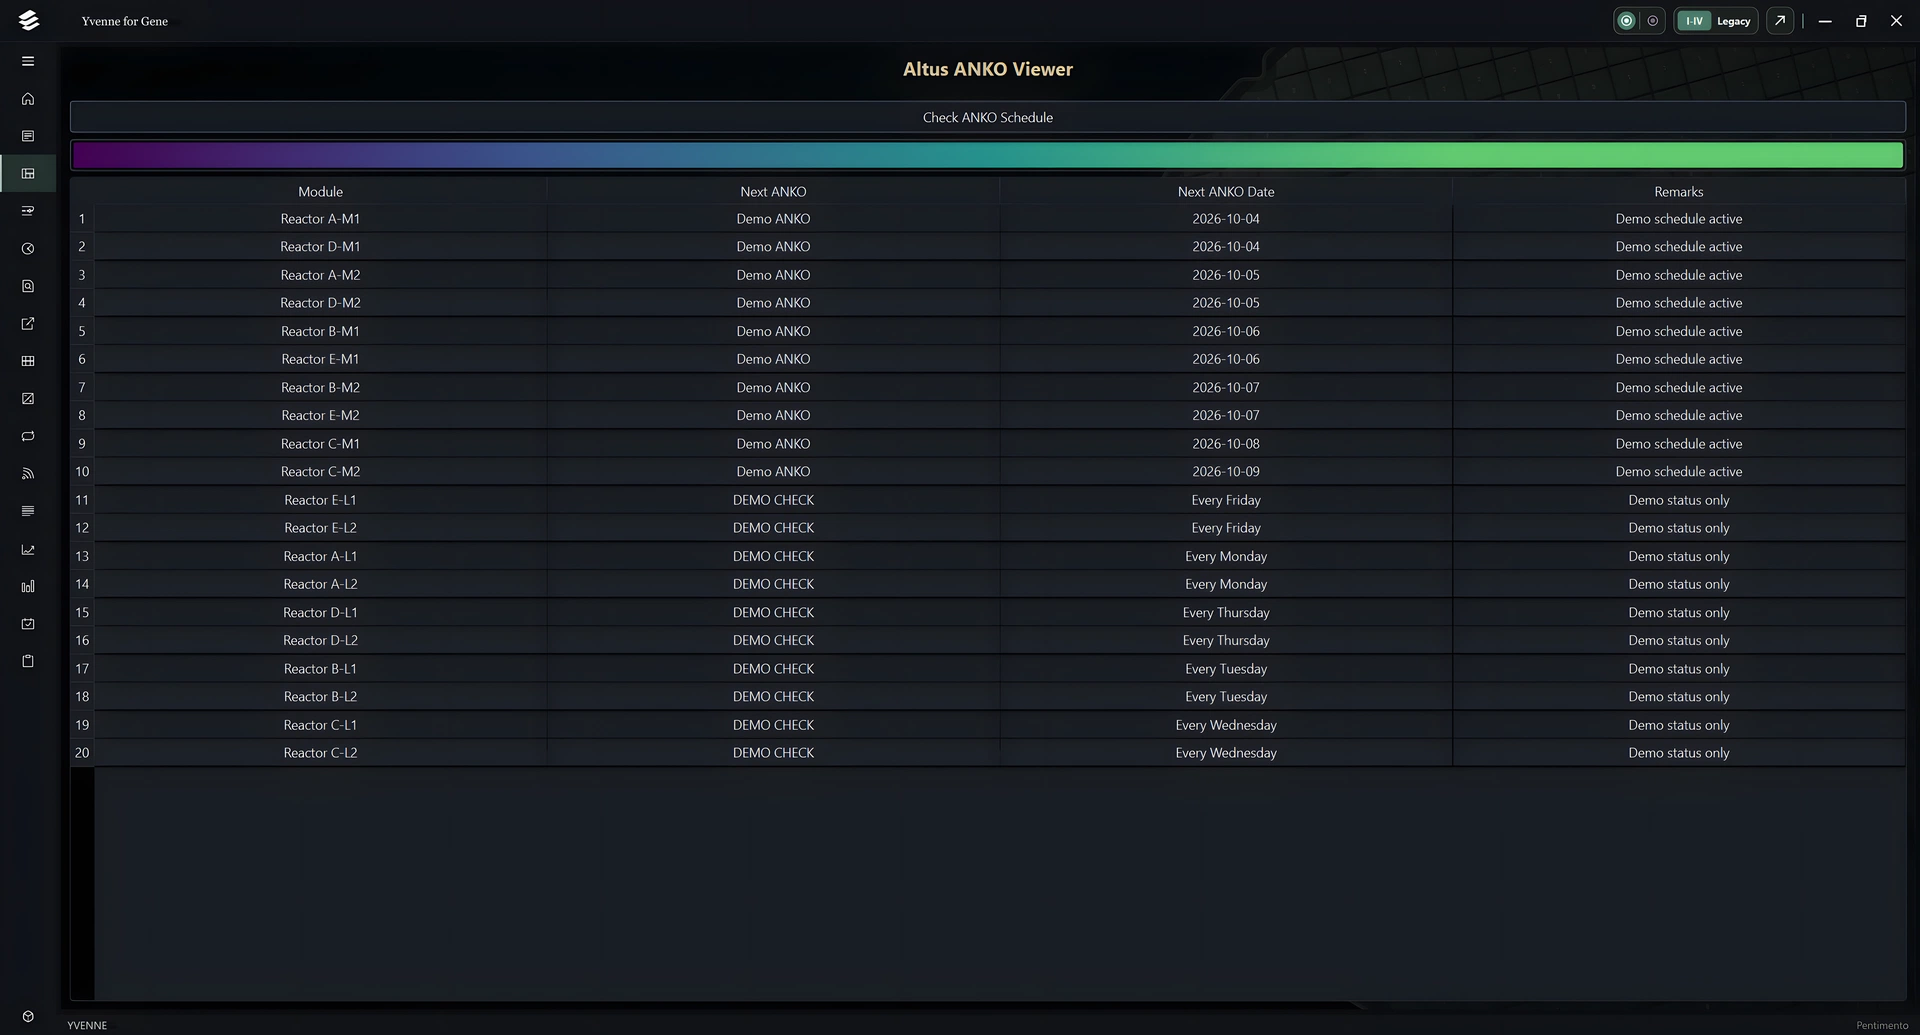 Yvenne for Gene
I-IV Legacy
Altus ANKO Viewer
Check ANKO Schedule
Module Next ANKO Next ANKO Date Remarks
1 Reactor A-M1 Demo ANKO 2026-10-04 Demo schedule active
2 Reactor D-M1 Demo ANKO 2026-10-04 Demo schedule active
3 Reactor A-M2 Demo ANKO 2026-10-05 Demo schedule active
4 Reactor D-M2 Demo ANKO 2026-10-05 Demo schedule active
5 Reactor B-M1 Demo ANKO 2026-10-06 Demo schedule active
6 Reactor E-M1 Demo ANKO 2026-10-06 Demo schedule active
7 Reactor B-M2 Demo ANKO 2026-10-07 Demo schedule active
8 Reactor E-M2 Demo ANKO 2026-10-07 Demo schedule active
9 Reactor C-M1 Demo ANKO 2026-10-08 Demo schedule active
10 Reactor C-M2 Demo ANKO 2026-10-09 Demo schedule active
11 Reactor E-L1 DEMO CHECK Every Friday Demo status only
12 Reactor E-L2 DEMO CHECK Every Friday Demo status only
13 Reactor A-L1 DEMO CHECK Every Monday Demo status only
14 Reactor A-L2 DEMO CHECK Every Monday Demo status only
15 Reactor D-L1 DEMO CHECK Every Thursday Demo status only
16 Reactor D-L2 DEMO CHECK Every Thursday Demo status only
17 Reactor B-L1 DEMO CHECK Every Tuesday Demo status only
18 Reactor B-L2 DEMO CHECK Every Tuesday Demo status only
19 Reactor C-L1 DEMO CHECK Every Wednesday Demo status only
20 Reactor C-L2 DEMO CHECK Every Wednesday Demo status only
YVENNE
Pentimento